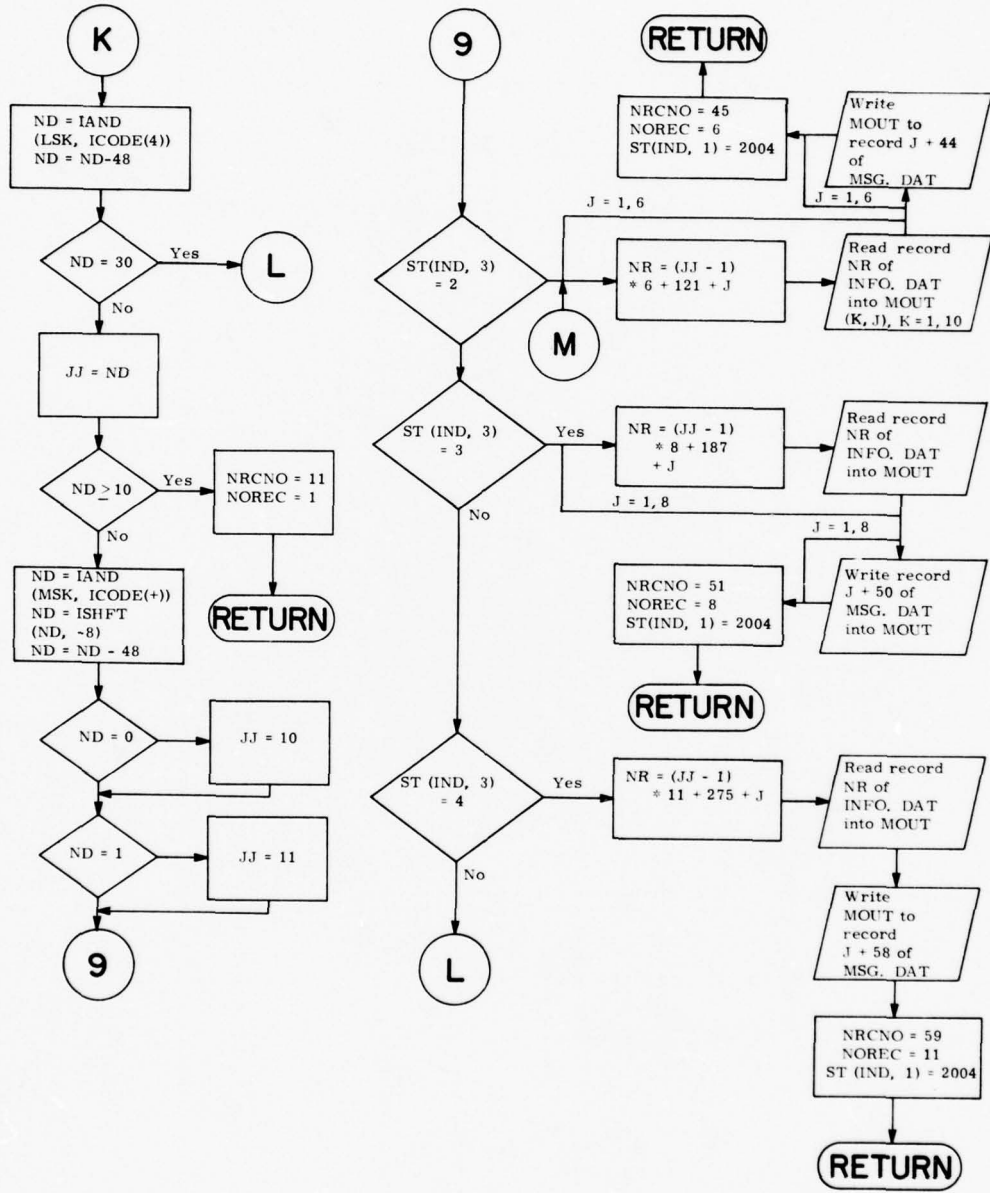 K
ND = IAND
(LSK, ICODE(4))
ND = ND-48
ND = 30
Yes
L
No
JJ = ND
ND ≥ 10
Yes
NRCNO = 11
NOREC = 1
RETURN
No
ND = IAND
(MSK, ICODE(+))
ND = ISHFT
(ND, ~8)
ND = ND - 48
ND = 0
JJ = 10
ND = 1
JJ = 11
9
9
ST(IND, 3)
= 2
M
J = 1, 6
NR = (JJ - 1)
* 6 + 121 + J
Read record
NR of
INFO. DAT
into MOUT
(K, J), K = 1, 10
J = 1, 6
Write
MOUT to
record J + 44
of
MSG. DAT
NRCNO = 45
NOREC = 6
ST(IND, 1) = 2004
RETURN
ST (IND, 3)
= 3
Yes
NR = (JJ - 1)
* 8 + 187
+ J
Read record
NR of
INFO. DAT
into MOUT
J = 1, 8
J = 1, 8
Write record
J + 50 of
MSG. DAT
into MOUT
NRCNO = 51
NOREC = 8
ST(IND, 1) = 2004
RETURN
No
ST (IND, 3)
= 4
Yes
NR = (JJ - 1)
* 11 + 275 + J
Read record
NR of
INFO. DAT
into MOUT
Write
MOUT to
record
J + 58 of
MSG. DAT
NRCNO = 59
NOREC = 11
ST (IND, 1) = 2004
RETURN
No
L